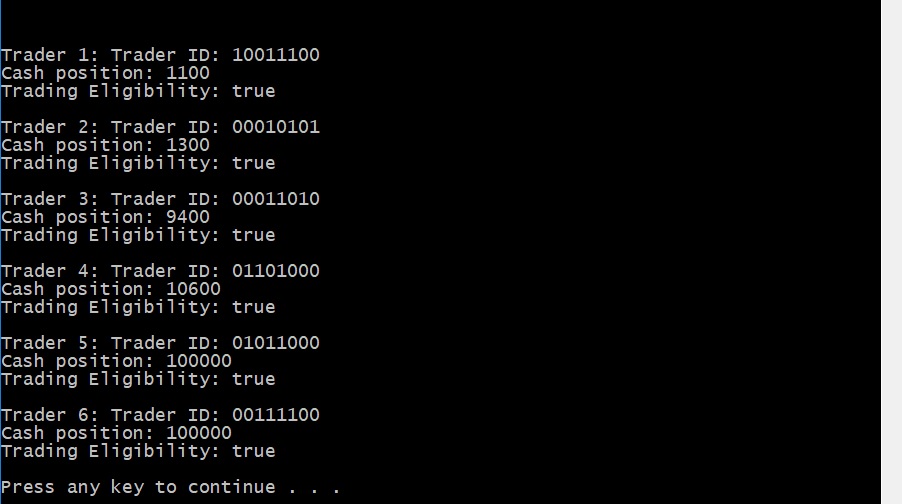 Trader 1: Trader ID: 10011100
Cash position: 1100
Trading Eligibility: true
Trader 2: Trader ID: 00010101
Cash position: 1300
Trading Eligibility: true
Trader 3: Trader ID: 00011010
Cash position: 9400
Trading Eligibility: true
Trader 4: Trader ID: 01101000
Cash position: 10600
Trading Eligibility: true
Trader 5: Trader ID: 01011000
Cash position: 100000
Trading Eligibility: true
Trader 6: Trader ID: 00111100
Cash position: 100000
Trading Eligibility: true
Press any key to continue . . .